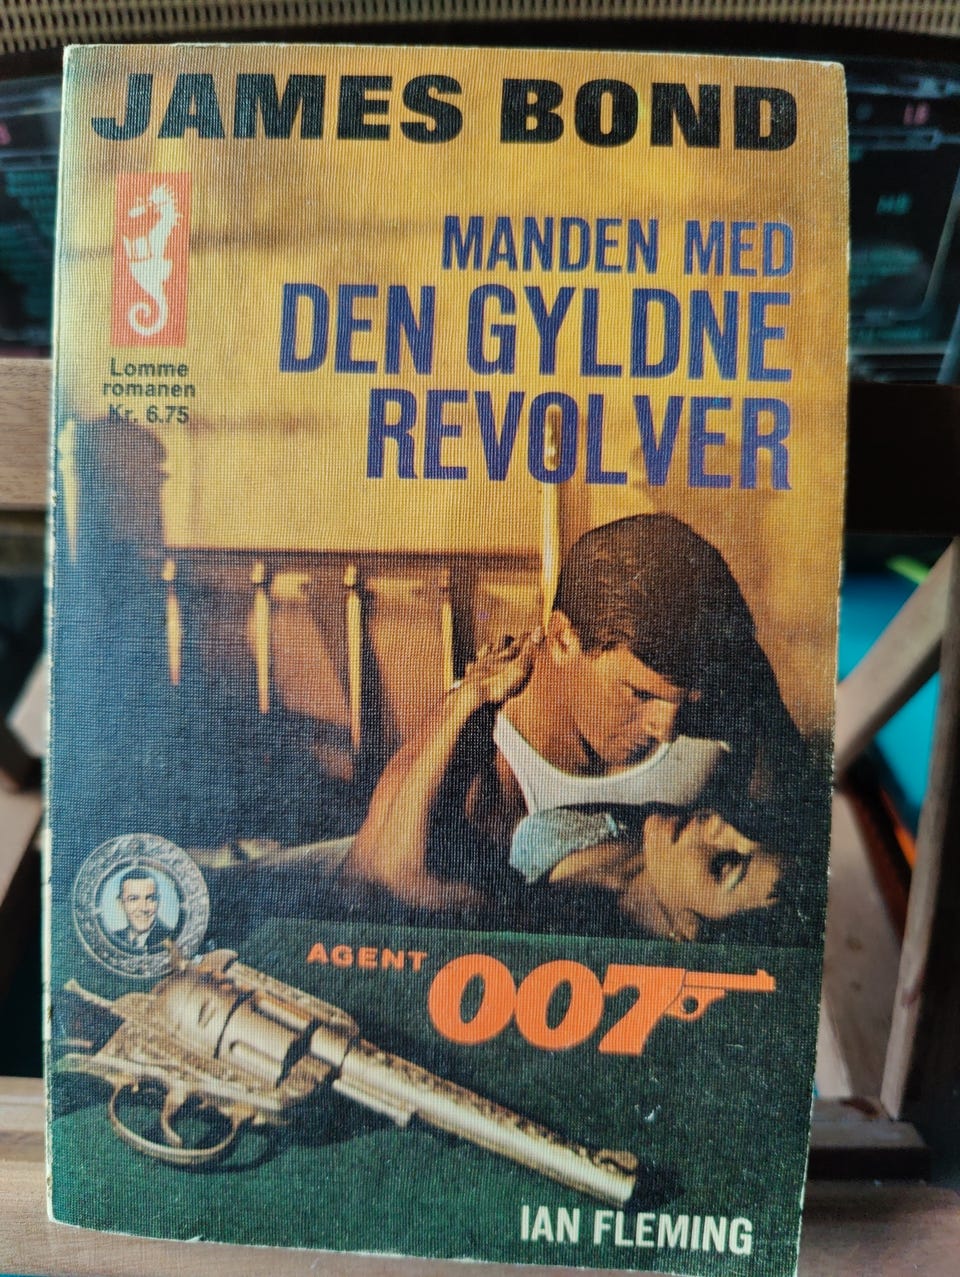 JAMES BOND
MANDEN MED
DEN GYLDNE
REVOLVER
Lomme
romanen
Kr. 6.75
AGENT 007
IAN FLEMING